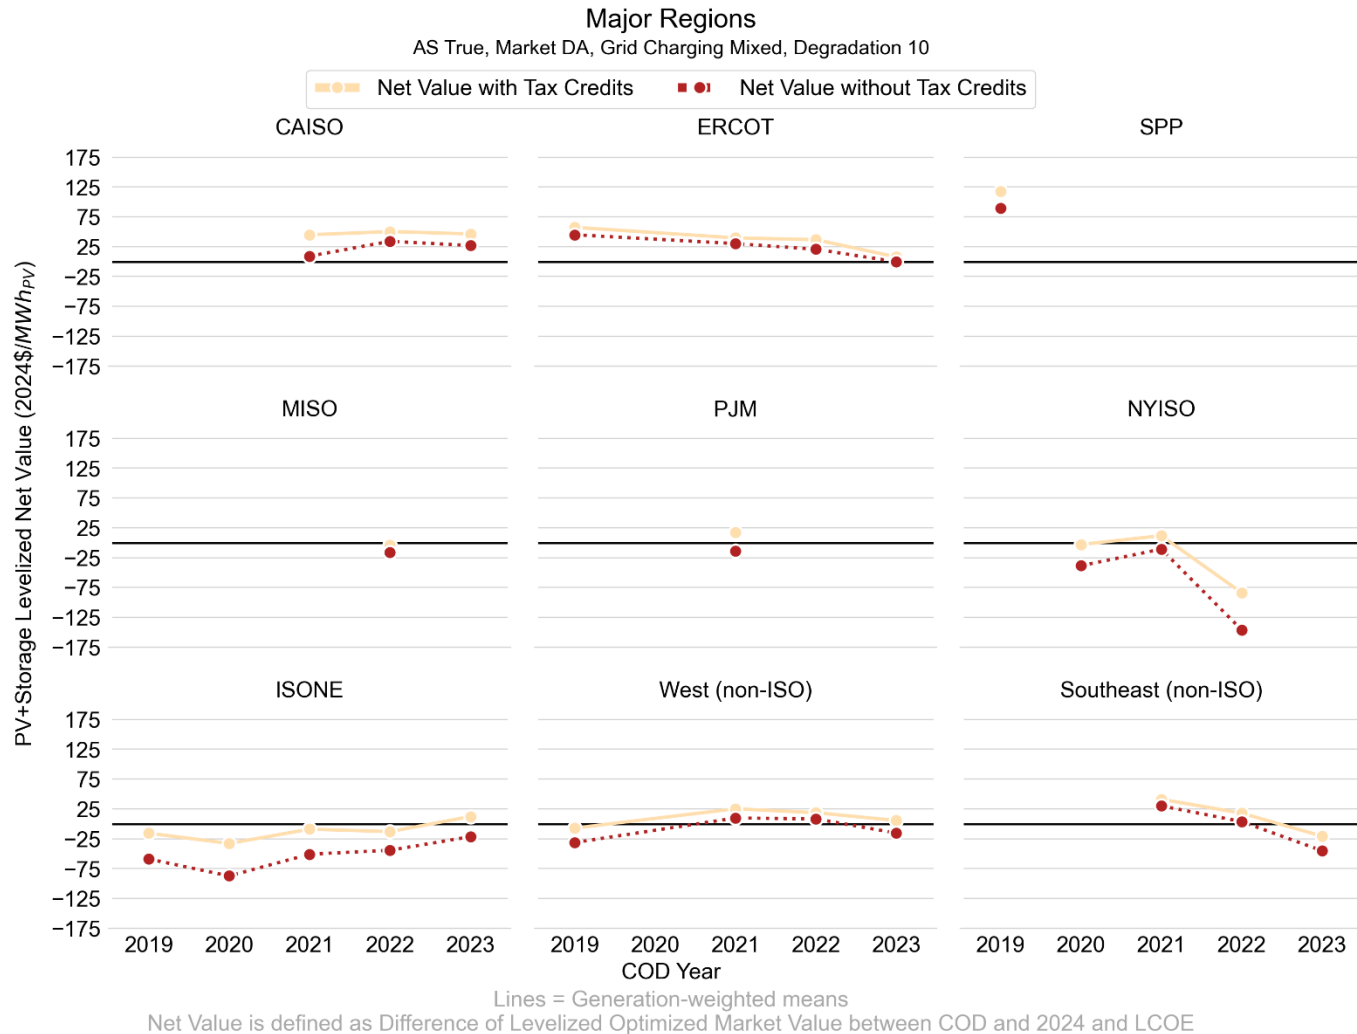 Major Regions
AS True, Market DA, Grid Charging Mixed, Degradation 10
Net Value with Tax Credits Net Value without Tax Credits
CAISO ERCOT SPP
175
125
75
25
−25
−75
−125
−175
PV+Storage Levelized Net Value (2024$/MWhPV)
MISO PJM NYISO
175
125
75
25
−25
−75
−125
−175
ISONE West (non-ISO) Southeast (non-ISO)
175
125
75
25
−25
−75
−125
−175
2019 2020 2021 2022 2023 2019 2020 2021 2022 2023 2019 2020 2021 2022 2023
COD Year
Lines = Generation-weighted means
Net Value is defined as Difference of Levelized Optimized Market Value between COD and 2024 and LCOE